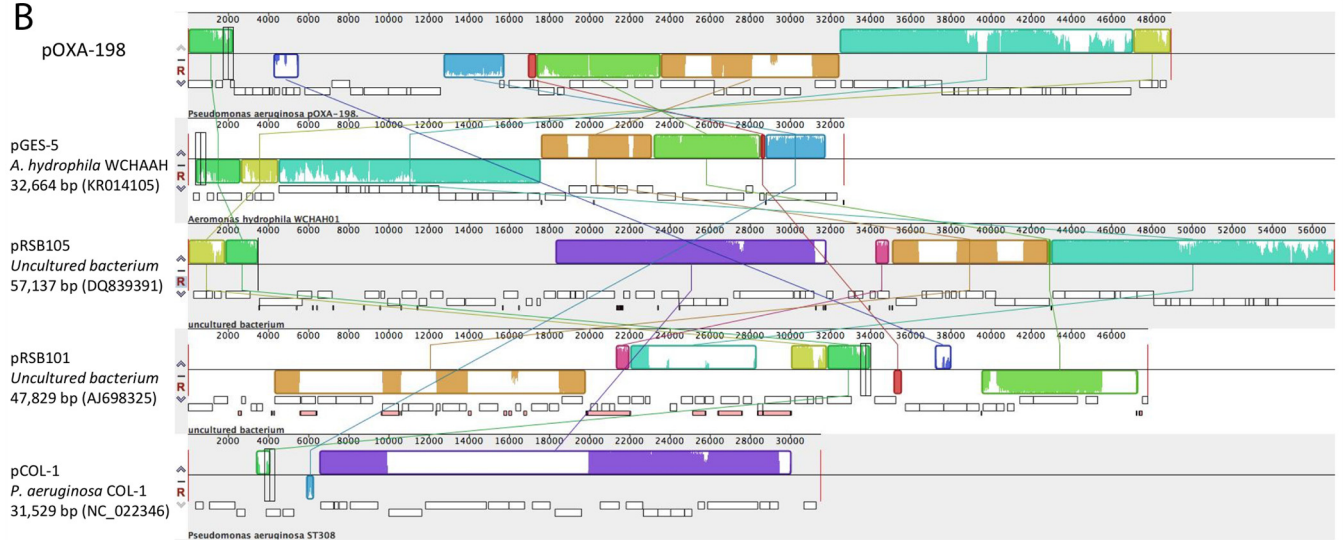 B
pOXA-198
2000 4000 6000 8000 10000 12000 14000 16000 18000 20000 22000 24000 26000 28000 30000 32000 34000 36000 38000 40000 42000 44000 46000 48000
R
Pseudomonas aeruginosa pOXA-198.
pGES-5
A. hydrophila WCHAAH
32,664 bp (KR014105)
2000 4000 6000 8000 10000 12000 14000 16000 18000 20000 22000 24000 26000 28000 30000 32000
R
Aeromonas hydrophila WCHAH01
pRSB105
Uncultured bacterium
57,137 bp (DQ839391)
2000 4000 6000 8000 10000 12000 14000 16000 18000 20000 22000 24000 26000 28000 30000 32000 34000 36000 38000 40000 42000 44000 46000 48000 50000 52000 54000 56000
R
uncultured bacterium
pRSB101
Uncultured bacterium
47,829 bp (AJ698325)
2000 4000 6000 8000 10000 12000 14000 16000 18000 20000 22000 24000 26000 28000 30000 32000 34000 36000 38000 40000 42000 44000 46000
R
uncultured bacterium
pCOL-1
P. aeruginosa COL-1
31,529 bp (NC_022346)
2000 4000 6000 8000 10000 12000 14000 16000 18000 20000 22000 24000 26000 28000 30000
R
Pseudomonas aeruginosa ST308